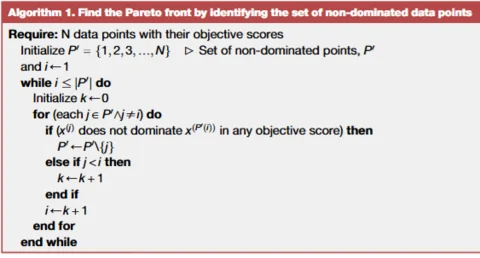 Algorithm 1. Find the Pareto front by identifying the set of non-dominated data points
Require: N data points with their objective scores
Initialize P′ = {1,2,3,...,N} ▷ Set of non-dominated points, P′
and i←1
while i ≤ |P′| do
Initialize k←0
for (each j∈P′∧j≠i) do
if (x⁽ʲ⁾ does not dominate x^(P′(i)) in any objective score) then
P′←P′\{j}
else if j<i then
k←k+1
end if
i←k+1
end for
end while